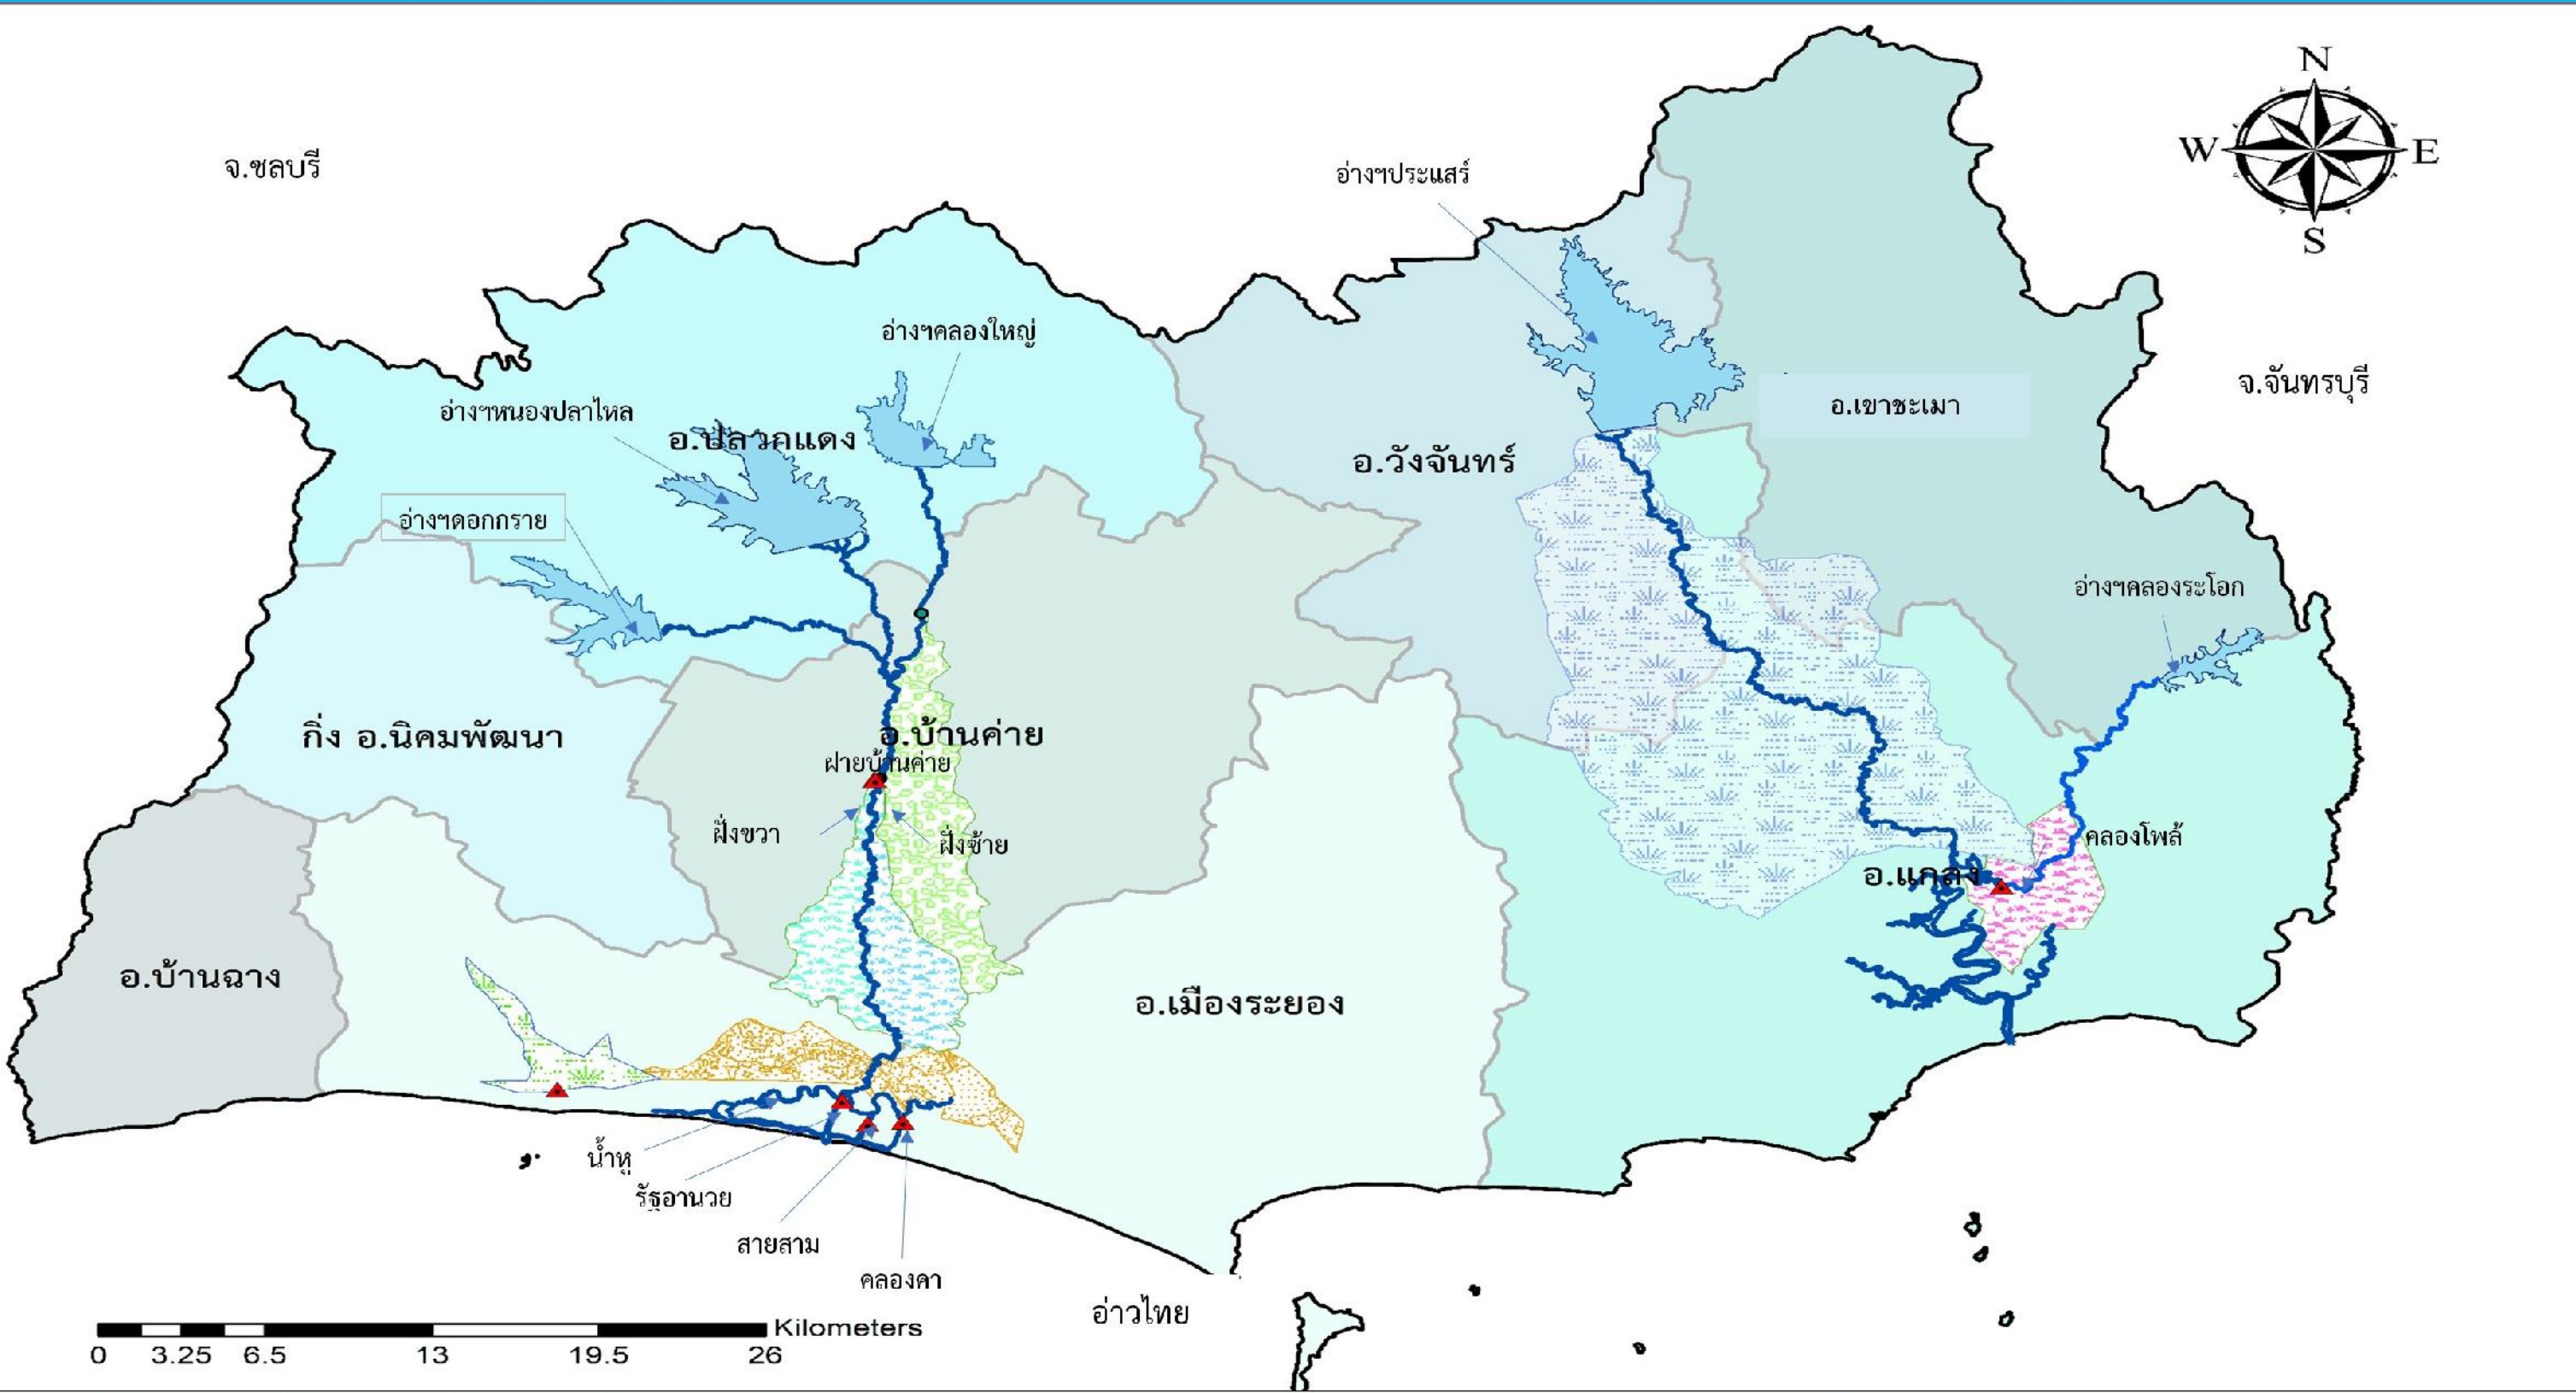 N
W
E
S
จ.ชลบรี
อ่างฯประแสร์
อ่างฯคลองใหญ่
จ.จันทรบุรี
อ่างฯหนองปลาไหล
อ.เขาชะเมา
อ.ปลวกแดง
อ.วังจันทร์
อ่างฯดอกกราย
อ่างฯคลองระโอก
กิ่ง อ.นิคมพัฒนา
อ.บ้านค่าย
ฝายบ้านค่าย
ฝั่งขวา
ฝั่งซ้าย
คลองโพล้
อ.แกลง
อ.บ้านฉาง
อ.เมืองระยอง
น้ำหู
รัฐอานวย
สายสาม
คลองคา
อ่าวไทย
Kilometers
0 3.25 6.5 13 19.5 26